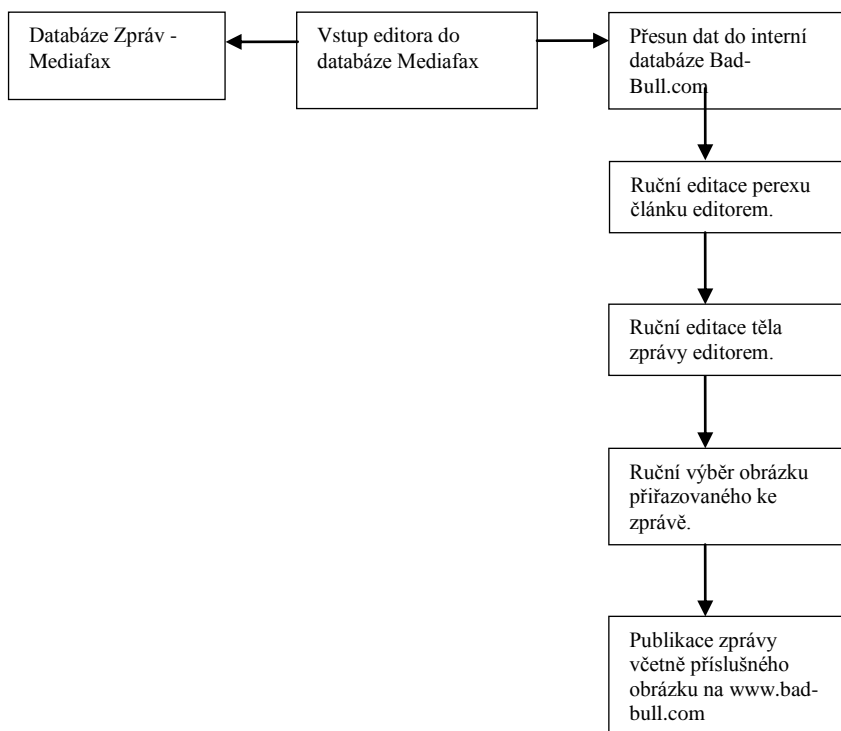 Databáze Zpráv -
Mediafax
Vstup editora do
databáze Mediafax
Přesun dat do interní
databáze Bad-
Bull.com
Ruční editace perexu
článku editorem.
Ruční editace těla
zprávy editorem.
Ruční výběr obrázku
přiřazovaného ke
zprávě.
Publikace zprávy
včetně příslušného
obrázku na www.bad-
bull.com